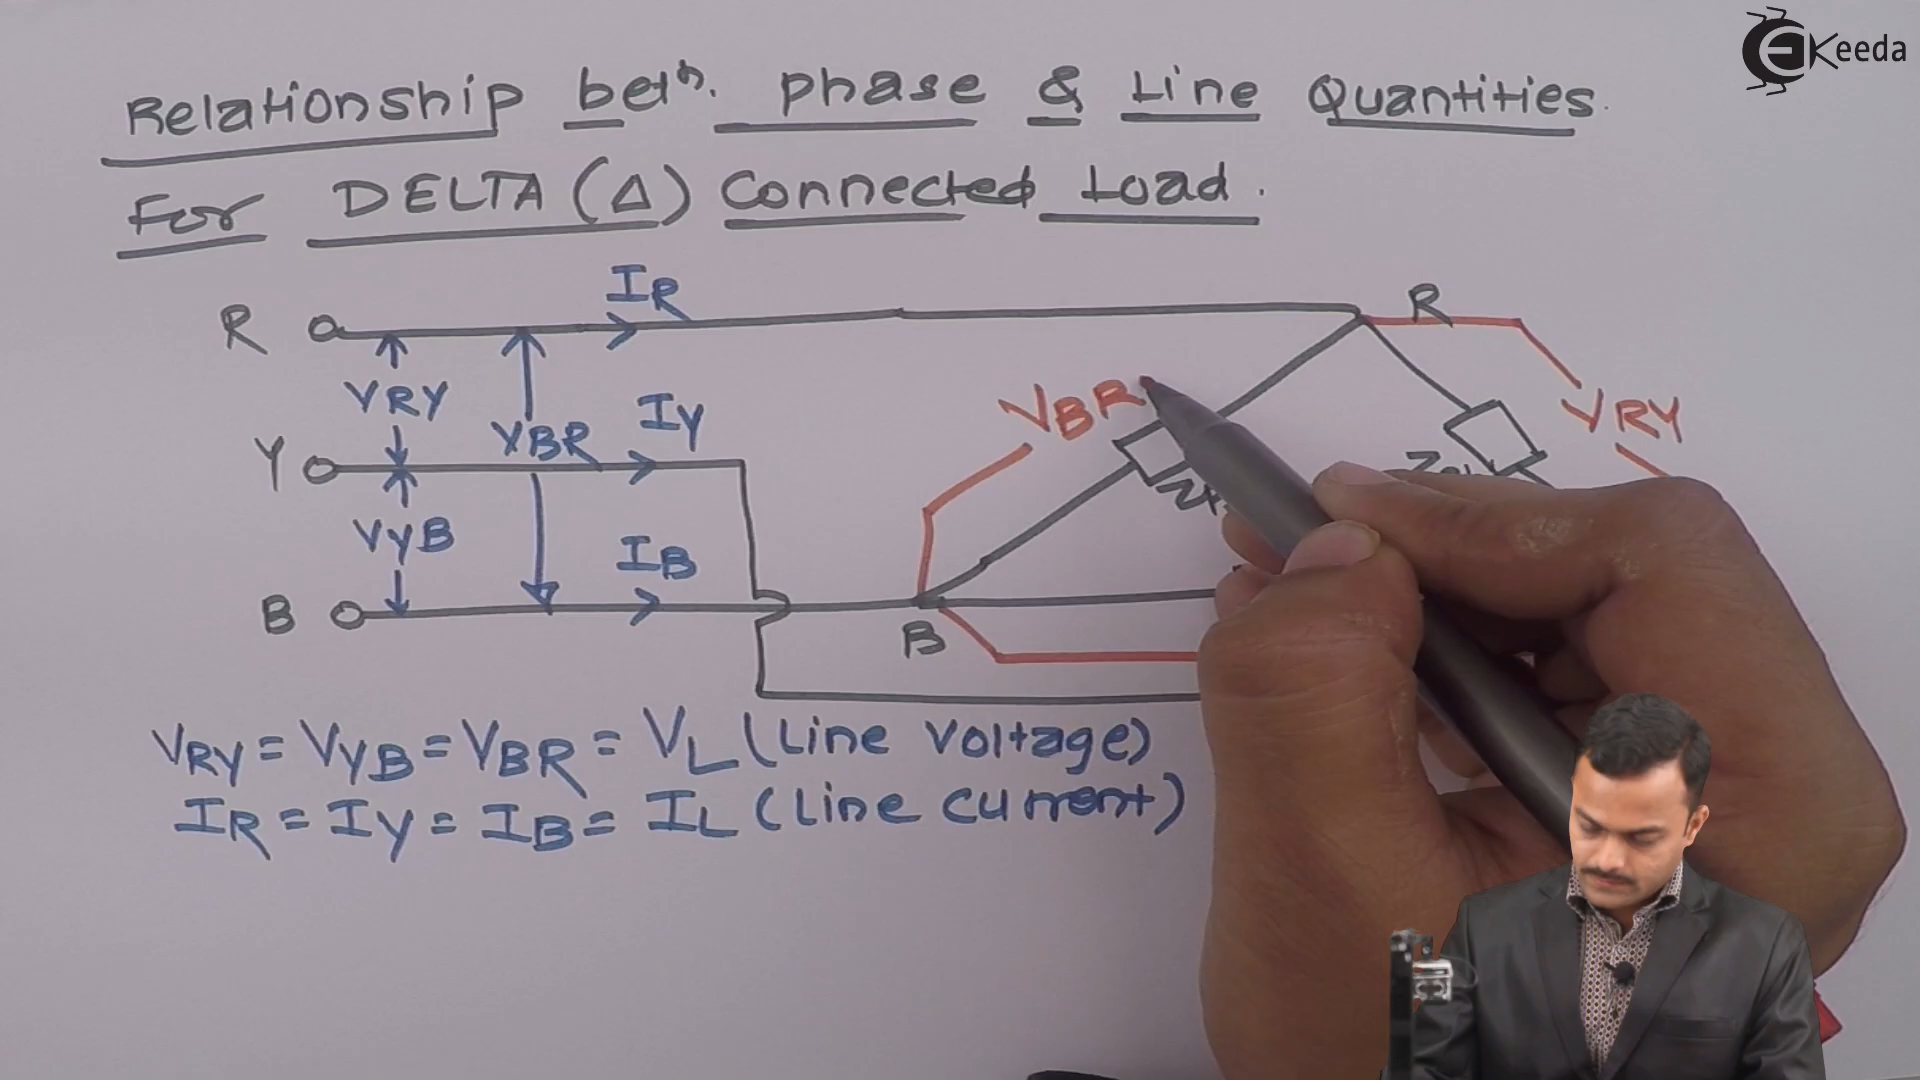 EKeeda
Relationship betn. Phase & Line Quantities.
For DELTA (Δ) Connected Load.
R
IR
R
VRY
VBR
VRY
Y
VBR
IY
VYB
IB
B
B
VRY = VYB = VBR = VL (Line Voltage)
IR = IY = IB = IL (Line Current)